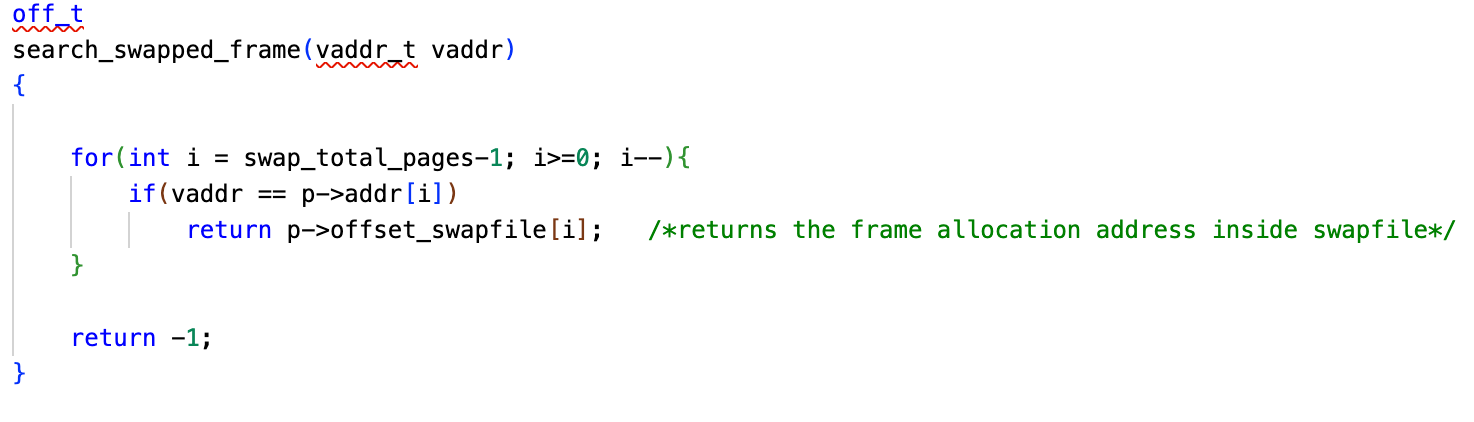 off_t
search_swapped_frame(vaddr_t vaddr)
{
for(int i = swap_total_pages-1; i>=0; i--){
if(vaddr == p->addr[i])
return p->offset_swapfile[i];   /*returns the frame allocation address inside swapfile*/
}
return -1;
}